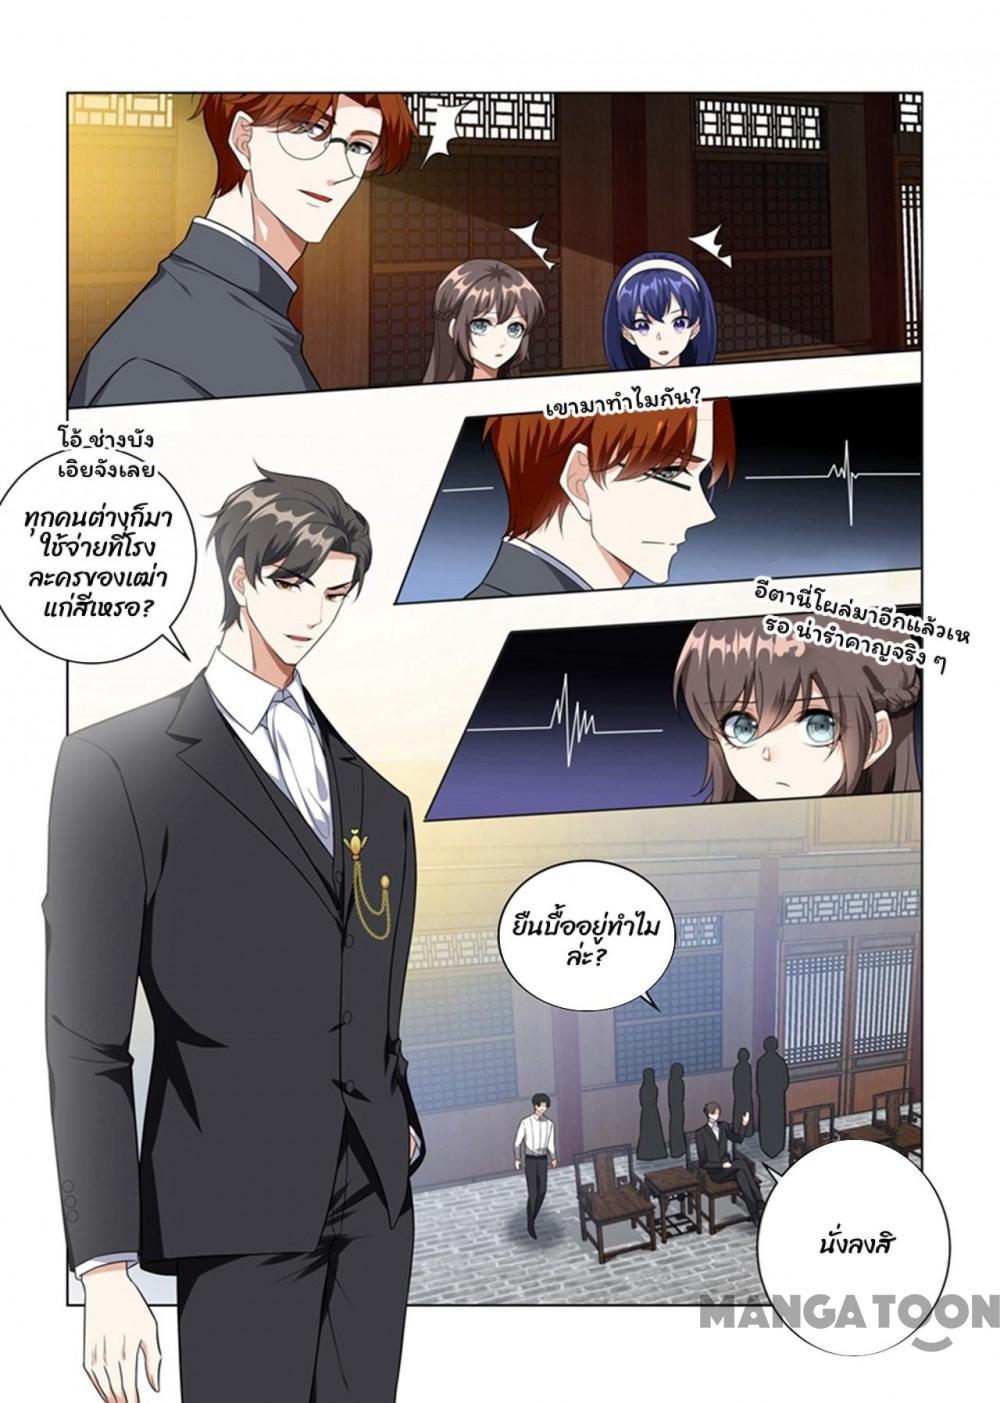 เขามาทำไมกัน?
โอ้ ช่างบัง
เอิยจังเลย
ทุกคนต่างก็มา
ใช้จ่ายที่โรง
ละครของเฒ่า
แก่สีเหรอ?
อีตานี่โผล่มาอีกแล้วเห
รอ น่ารำคาญจริง ๆ
ยืนบื้ออยู่ทำไม
ล่ะ?
นั่งลงสิ
MANGATOON